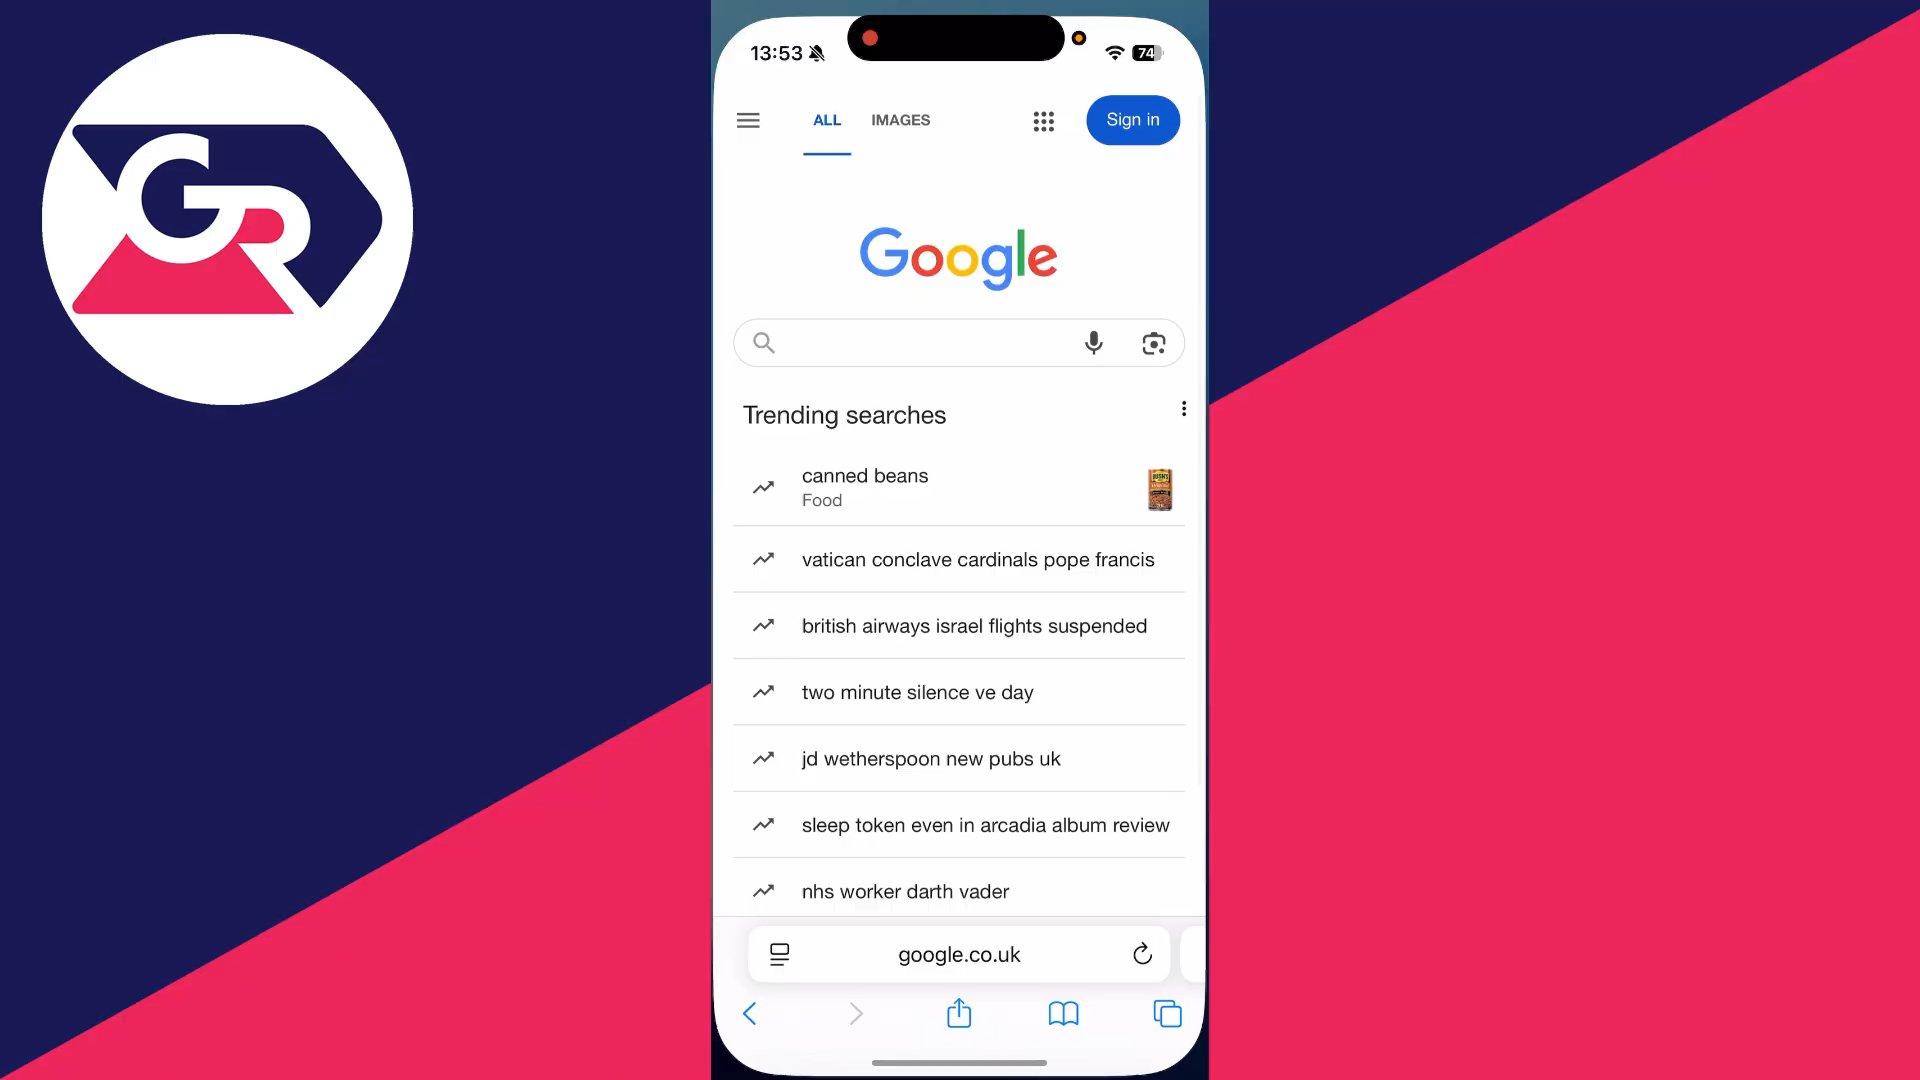 GR
13:53
74
ALL IMAGES
Sign in
Google
Trending searches
canned beans
Food
BUSH'S
vatican conclave cardinals pope francis
british airways israel flights suspended
two minute silence ve day
jd wetherspoon new pubs uk
sleep token even in arcadia album review
nhs worker darth vader
google.co.uk